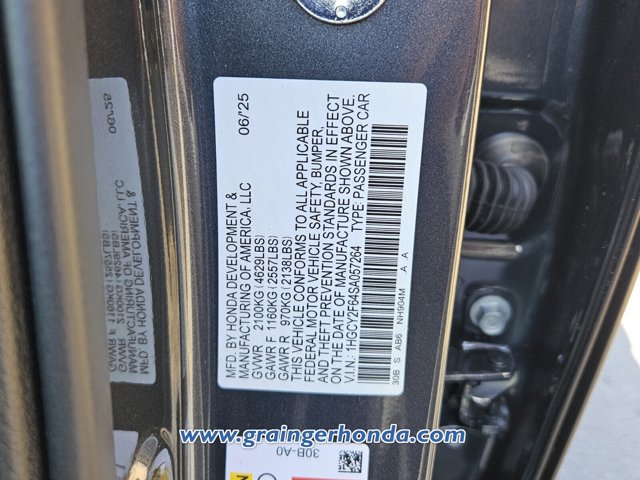 MFD. BY HONDA DEVELOPMENT & 06/25
MANUFACTURING OF AMERICA, LLC
GVWR 2100KG(4629LBS)
GAWR F 1160KG(2557LBS)
GAWR R 970KG(2138LBS)
THIS VEHICLE CONFORMS TO ALL APPLICABLE
FEDERAL MOTOR VEHICLE SAFETY, BUMPER,
AND THEFT PREVENTION STANDARDS IN EFFECT
ON THE DATE OF MANUFACTURE SHOWN ABOVE.
V.I.N.: 1HGCY2F64SA057264 TYPE: PASSENGER CAR
30B S AB6 NH904M A A
30B-A0
www.graingerhonda.com